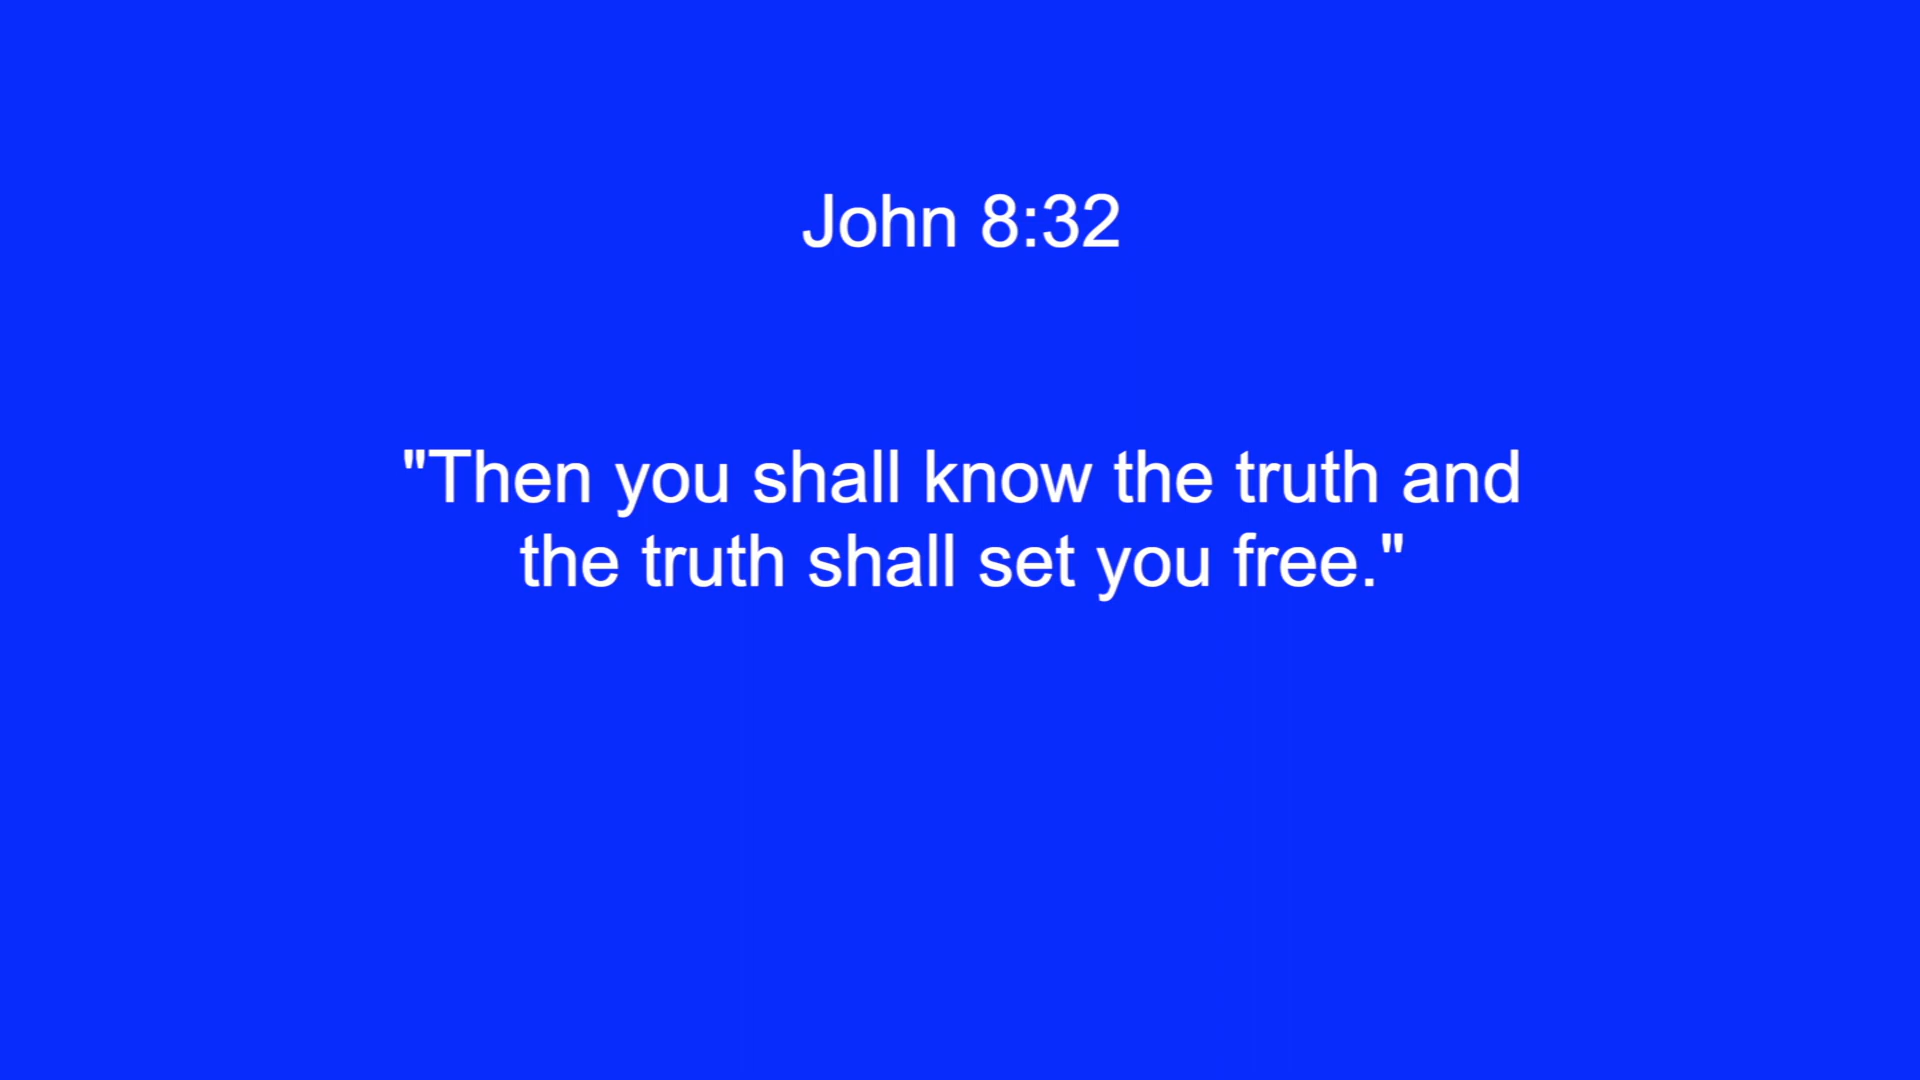 John 8:32
"Then you shall know the truth and
the truth shall set you free."